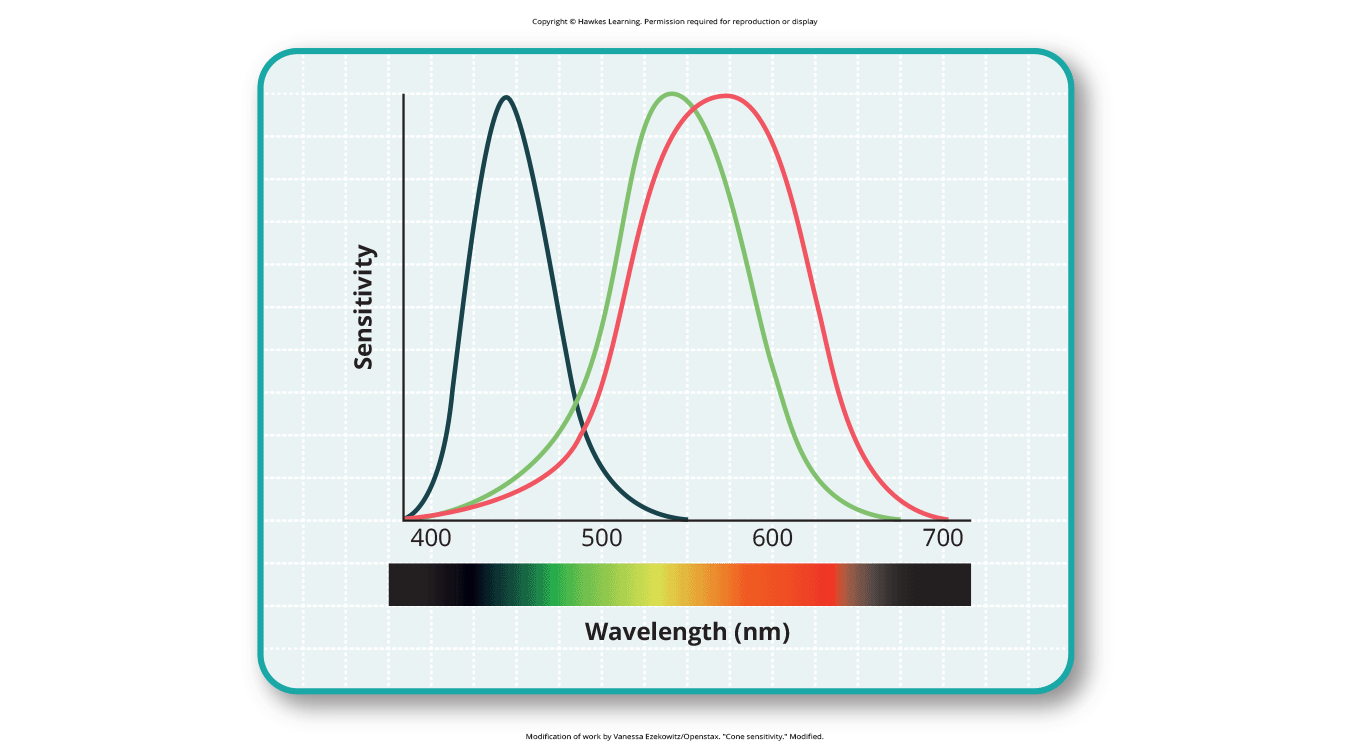 Copyright © Hawkes Learning. Permission required for reproduction or display
Sensitivity
400 500 600 700
Wavelength (nm)
Modification of work by Vanessa Ezekowitz/Openstax. "Cone sensitivity." Modified.